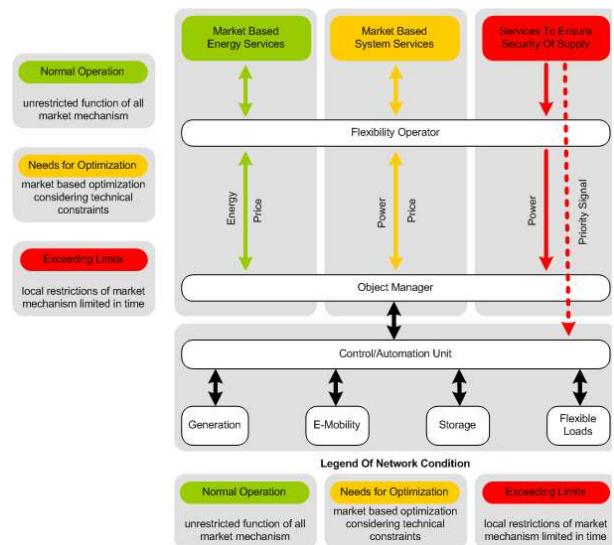 Market Based
Energy Services
Market Based
System Services
Services To Ensure
Security Of Supply
Normal Operation
unrestricted function of all
market mechanism
Needs for Optimization
market based optimization
considering technical
constraints
Exceeding Limits
local restrictions of market
mechanism limited in time
Flexibility Operator
Energy
Price
Power
Price
Power
Priority Signal
Object Manager
Control/Automation Unit
Generation
E-Mobility
Storage
Flexible
Loads
Legend Of Network Condition
Normal Operation
unrestricted function of all
market mechanism
Needs for Optimization
market based optimization
considering technical
constraints
Exceeding Limits
local restrictions of market
mechanism limited in time